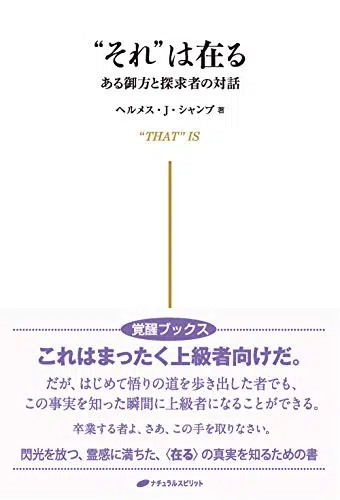 “それ”は在る
ある御方と探求者の対話
ヘルメス・J・シャンブ 著
“THAT” IS
覚醒ブックス
これはまったく上級者向けだ。
だが、はじめて悟りの道を歩き出した者でも、
この事実を知った瞬間に上級者になることができる。
卒業する者よ、さあ、この手を取りなさい。
閃光を放つ、霊感に満ちた、〈在る〉の真実を知るための書
ナチュラルスピリット